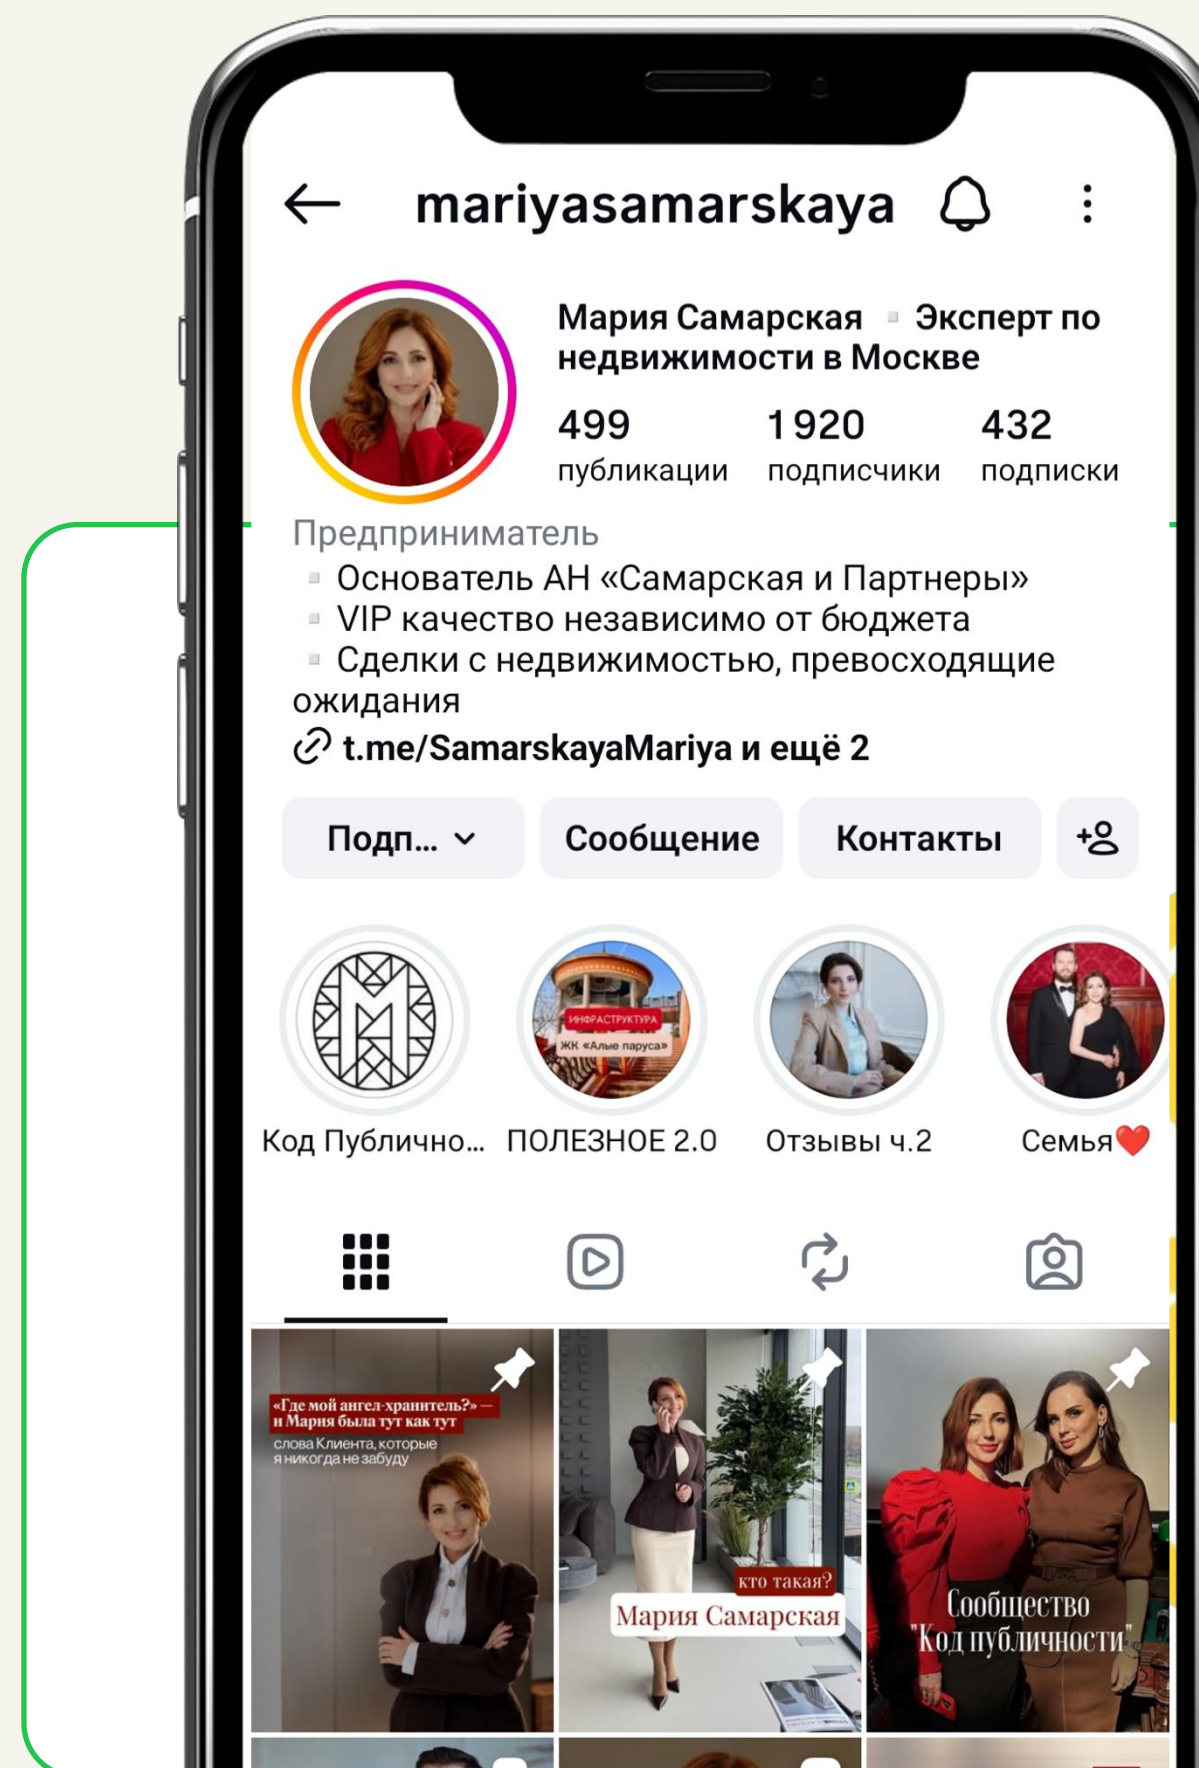 mariyasamarskaya
Мария Самарская ▫️ Эксперт по
недвижимости в Москве
499 1 920 432
публикации подписчики подписки
Предприниматель
▫️ Основатель АН «Самарская и Партнеры»
▫️ VIP качество независимо от бюджета
▫️ Сделки с недвижимостью, превосходящие
ожидания
t.me/SamarskayaMariya и ещё 2
Подп... Сообщение Контакты
ИНФРАСТРУКТУРА
ЖК «Алые паруса»
Код Публично... ПОЛЕЗНОЕ 2.0 Отзывы ч.2 Семья❤️
«Где мой ангел-хранитель?» —
и Мария была тут как тут
слова Клиента, которые
я никогда не забуду
кто такая?
Мария Самарская
Сообщество
"Код публичности"